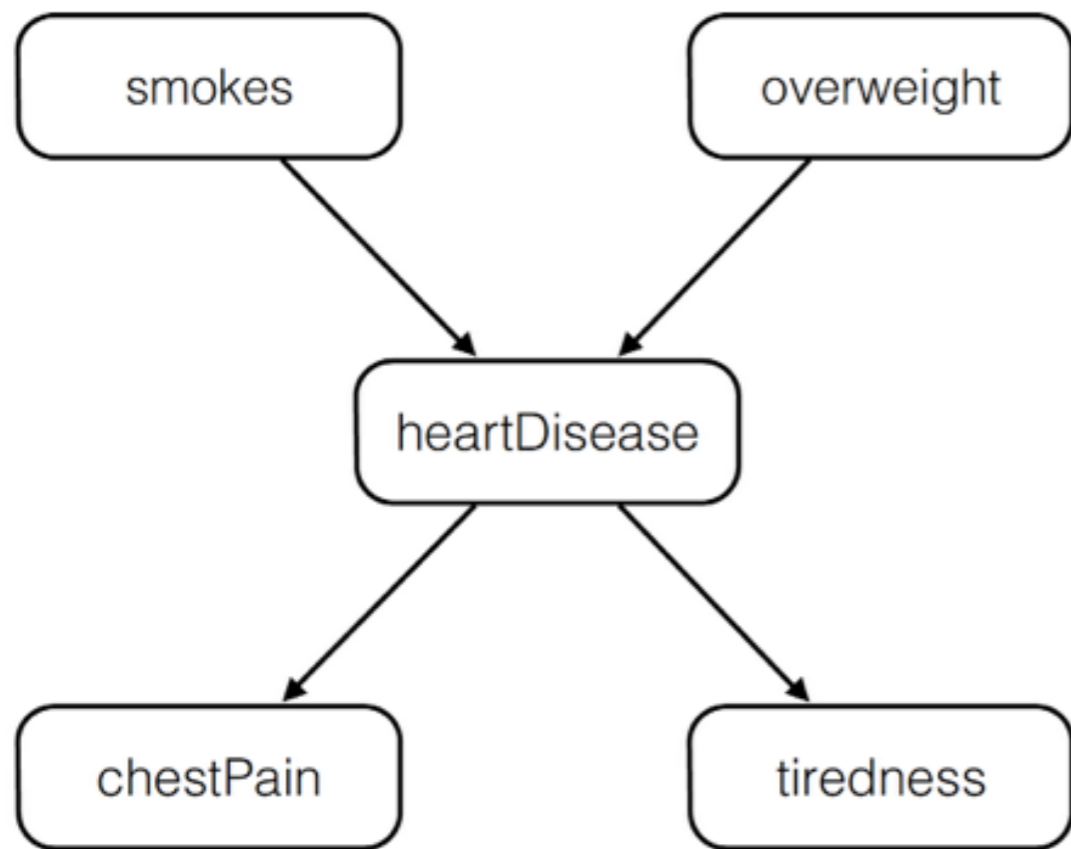 smokes
overweight
heartDisease
chestPain
tiredness